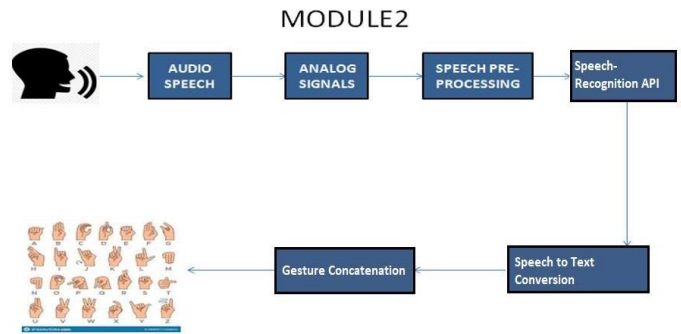 MODULE2
AUDIO
SPEECH
ANALOG
SIGNALS
SPEECH PRE-
PROCESSING
Speech-
Recognition API
Speech to Text
Conversion
Gesture Concatenation
A B C D E F G
H I J K L M
N O P Q R S T
U V W X Y Z